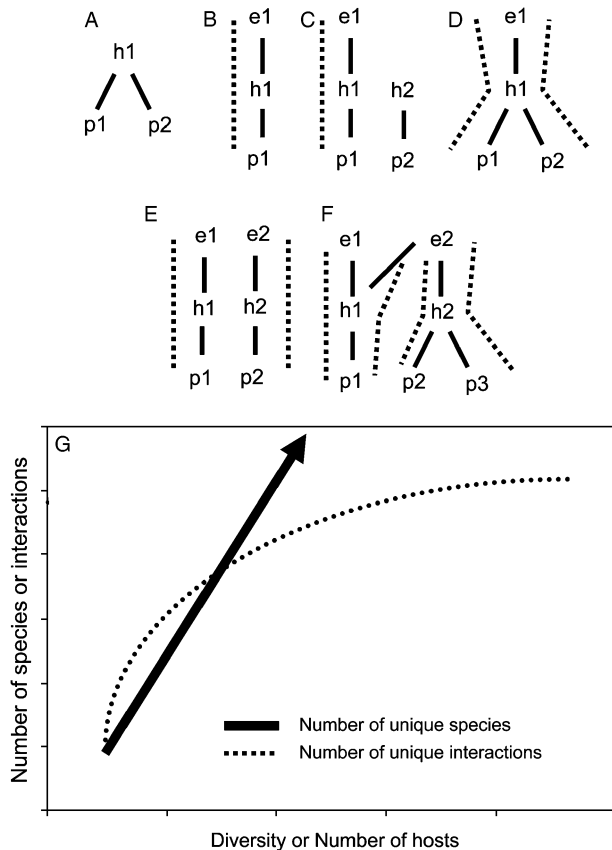 A
h1
p1 p2
B
e1
h1
p1
C
e1
h1 h2
p1 p2
D
e1
h1
p1 p2
E
e1 e2
h1 h2
p1 p2
F
e1 e2
h1 h2
p1 p2 p3
G
Number of species or interactions
Number of unique species
Number of unique interactions
Diversity or Number of hosts